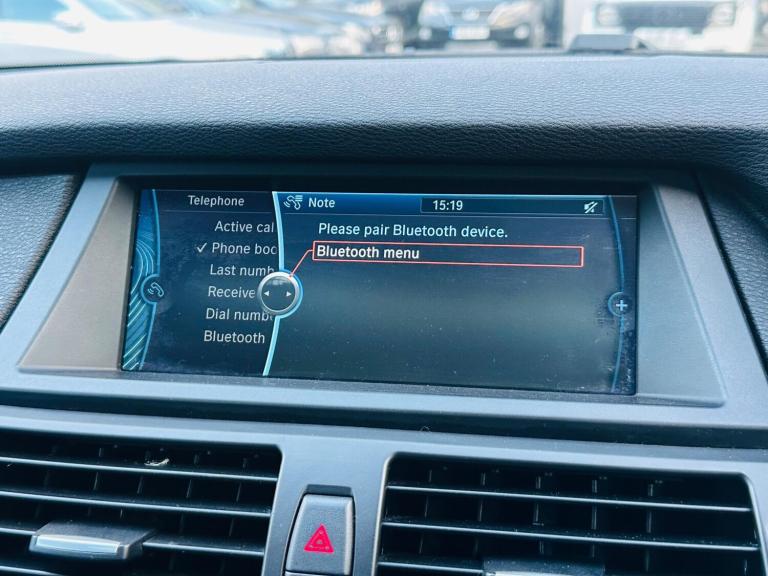 Telephone
Note
15:19
Active cal
Phone boo
Last numb
Receive
Dial numb
Bluetooth
Please pair Bluetooth device.
Bluetooth menu